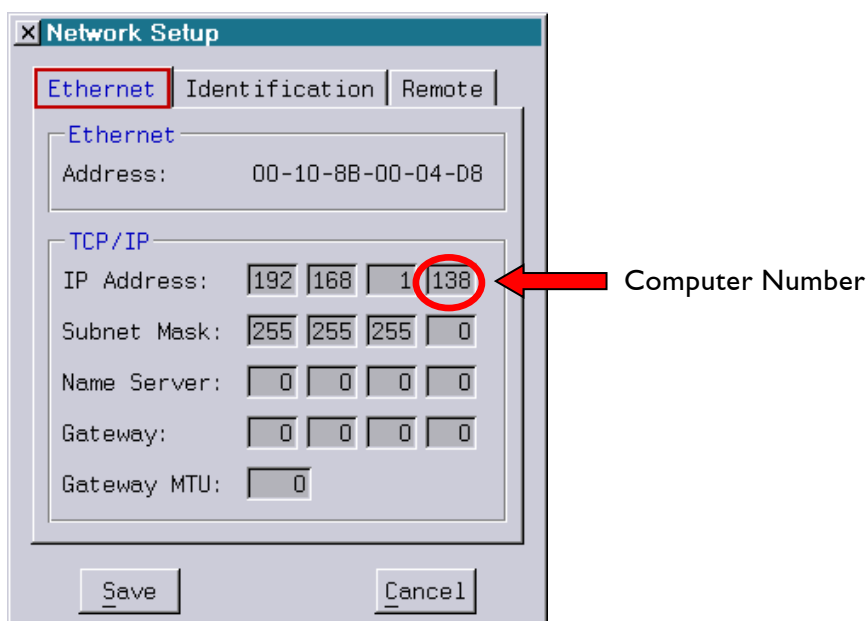 Network Setup
Ethernet Identification Remote
Ethernet
Address: 00-10-8B-00-04-D8
TCP/IP
IP Address: 192 168 1 138
Computer Number
Subnet Mask: 255 255 255 0
Name Server: 0 0 0 0
Gateway: 0 0 0 0
Gateway MTU: 0
Save Cancel